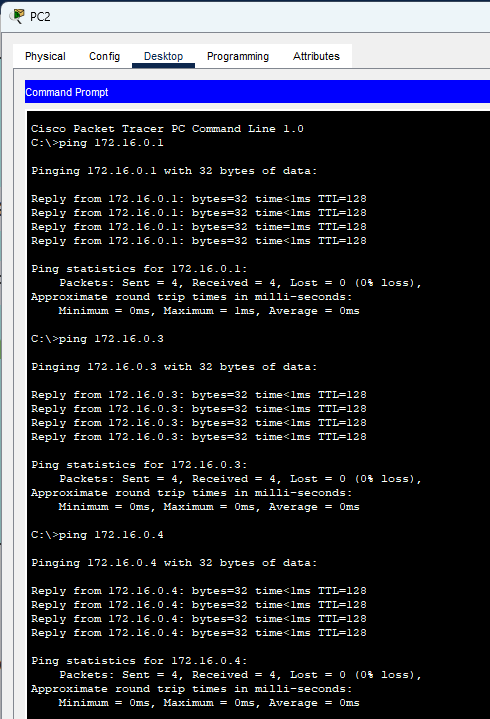 PC2
Physical Config Desktop Programming Attributes
Command Prompt
Cisco Packet Tracer PC Command Line 1.0
C:\>ping 172.16.0.1
Pinging 172.16.0.1 with 32 bytes of data:
Reply from 172.16.0.1: bytes=32 time<1ms TTL=128
Reply from 172.16.0.1: bytes=32 time<1ms TTL=128
Reply from 172.16.0.1: bytes=32 time=1ms TTL=128
Reply from 172.16.0.1: bytes=32 time<1ms TTL=128
Ping statistics for 172.16.0.1:
Packets: Sent = 4, Received = 4, Lost = 0 (0% loss),
Approximate round trip times in milli-seconds:
Minimum = 0ms, Maximum = 1ms, Average = 0ms
C:\>ping 172.16.0.3
Pinging 172.16.0.3 with 32 bytes of data:
Reply from 172.16.0.3: bytes=32 time<1ms TTL=128
Reply from 172.16.0.3: bytes=32 time<1ms TTL=128
Reply from 172.16.0.3: bytes=32 time<1ms TTL=128
Reply from 172.16.0.3: bytes=32 time<1ms TTL=128
Ping statistics for 172.16.0.3:
Packets: Sent = 4, Received = 4, Lost = 0 (0% loss),
Approximate round trip times in milli-seconds:
Minimum = 0ms, Maximum = 0ms, Average = 0ms
C:\>ping 172.16.0.4
Pinging 172.16.0.4 with 32 bytes of data:
Reply from 172.16.0.4: bytes=32 time<1ms TTL=128
Reply from 172.16.0.4: bytes=32 time<1ms TTL=128
Reply from 172.16.0.4: bytes=32 time<1ms TTL=128
Reply from 172.16.0.4: bytes=32 time<1ms TTL=128
Ping statistics for 172.16.0.4:
Packets: Sent = 4, Received = 4, Lost = 0 (0% loss),
Approximate round trip times in milli-seconds:
Minimum = 0ms, Maximum = 0ms, Average = 0ms